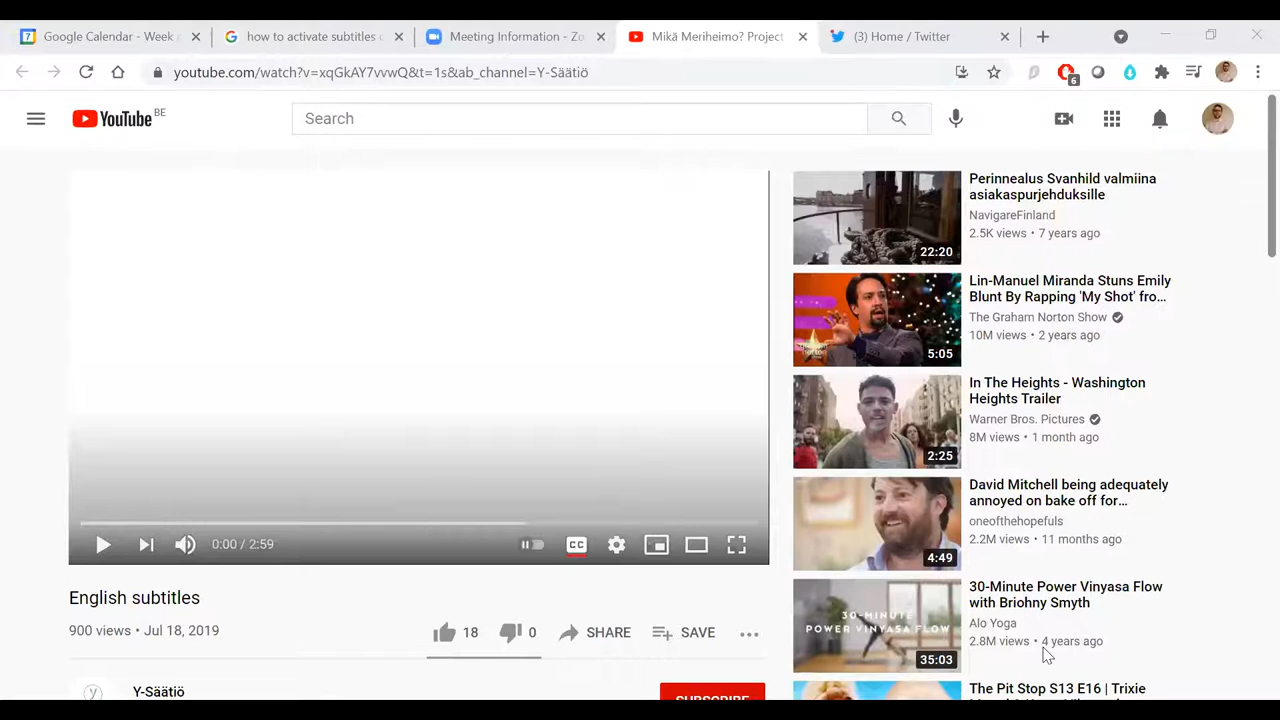 Google Calendar - Week
how to activate subtitles
Meeting Information - Zo
Mikä Meriheimo? Project
(3) Home / Twitter
youtube.com/watch?v=xqGkAY7vvwQ&t=1s&ab_channel=Y-Säätiö
6
YouTube BE
Search
Perinnealus Svanhild valmiina
asiakaspurjehduksille
NavigareFinland
2.5K views • 7 years ago
22:20
Lin-Manuel Miranda Stuns Emily
Blunt By Rapping 'My Shot' fro...
The Graham Norton Show
10M views • 2 years ago
5:05
In The Heights - Washington
Heights Trailer
Warner Bros. Pictures
8M views • 1 month ago
2:25
David Mitchell being adequately
annoyed on bake off for...
oneofthehopefuls
2.2M views • 11 months ago
4:49
30-Minute Power Vinyasa Flow
with Briohny Smyth
Alo Yoga
2.8M views • 4 years ago
30-MINUTE
POWER VINYASA FLOW
35:03
The Pit Stop S13 E16 | Trixie
0:00 / 2:59
CC
English subtitles
900 views • Jul 18, 2019
18
0
SHARE
SAVE
y
Y-Säätiö
SUBSCRIBE